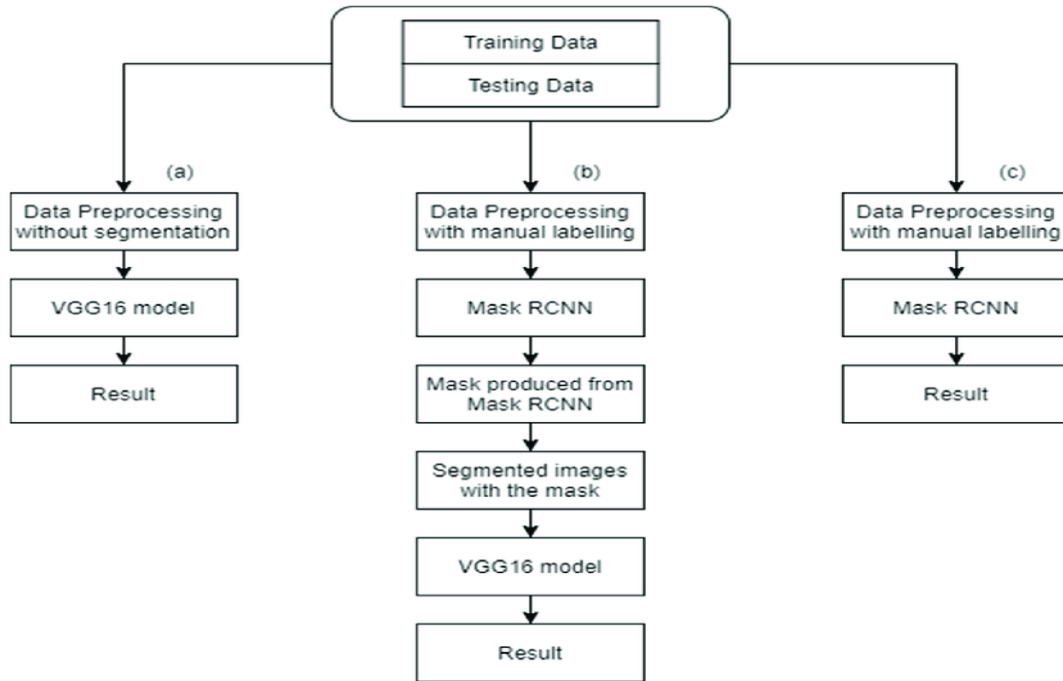 Training Data
Testing Data
(a)
Data Preprocessing
without segmentation
VGG16 model
Result
(b)
Data Preprocessing
with manual labelling
Mask RCNN
Mask produced from
Mask RCNN
Segmented images
with the mask
VGG16 model
Result
(c)
Data Preprocessing
with manual labelling
Mask RCNN
Result